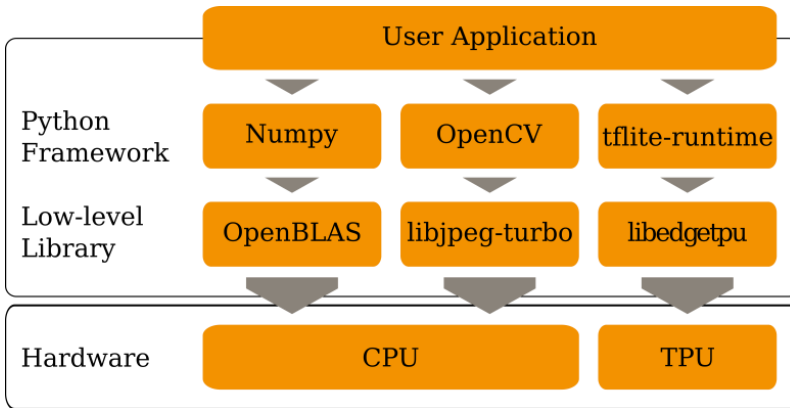 User Application
Python
Framework
Numpy
OpenCV
tflite-runtime
Low-level
Library
OpenBLAS
libjpeg-turbo
libedgetpu
Hardware
CPU
TPU